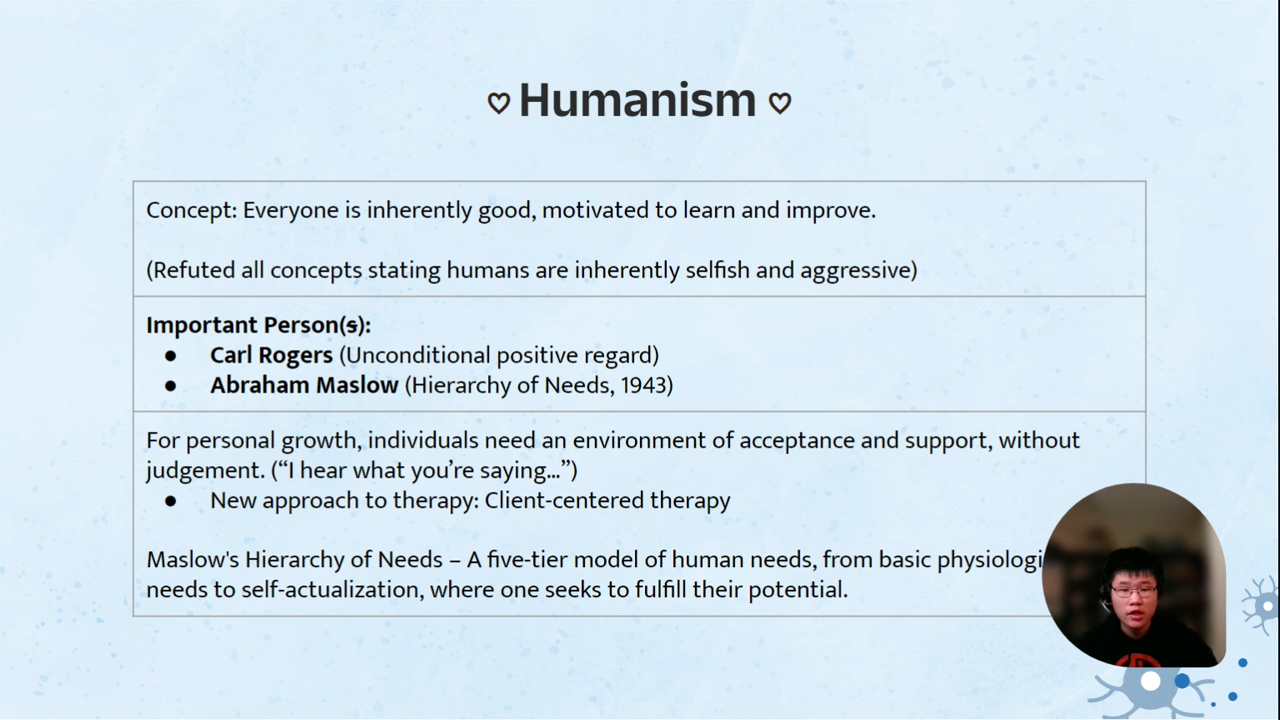 ♡ Humanism ♡
Concept: Everyone is inherently good, motivated to learn and improve.
(Refuted all concepts stating humans are inherently selfish and aggressive)
Important Person(s):
● Carl Rogers (Unconditional positive regard)
● Abraham Maslow (Hierarchy of Needs, 1943)
For personal growth, individuals need an environment of acceptance and support, without
judgement. (“I hear what you’re saying…”)
● New approach to therapy: Client-centered therapy
Maslow's Hierarchy of Needs – A five-tier model of human needs, from basic physiologi
needs to self-actualization, where one seeks to fulfill their potential.